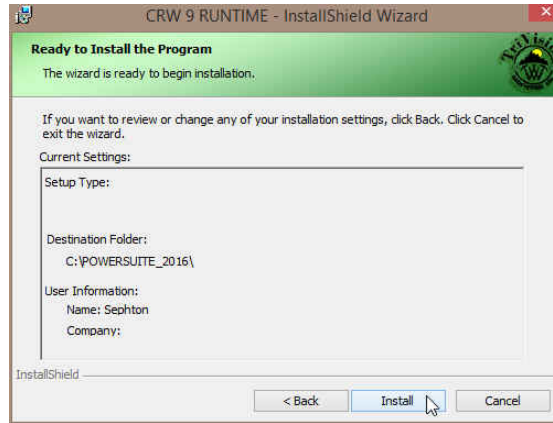 CRW 9 RUNTIME - InstallShield Wizard
Ready to Install the Program
The wizard is ready to begin installation.
If you want to review or change any of your installation settings, click Back. Click Cancel to
exit the wizard.
Current Settings:
Setup Type:
Destination Folder:
C:\POWERSUITE_2016\
User Information:
Name: Sephton
Company:
InstallShield
< Back
Install
Cancel